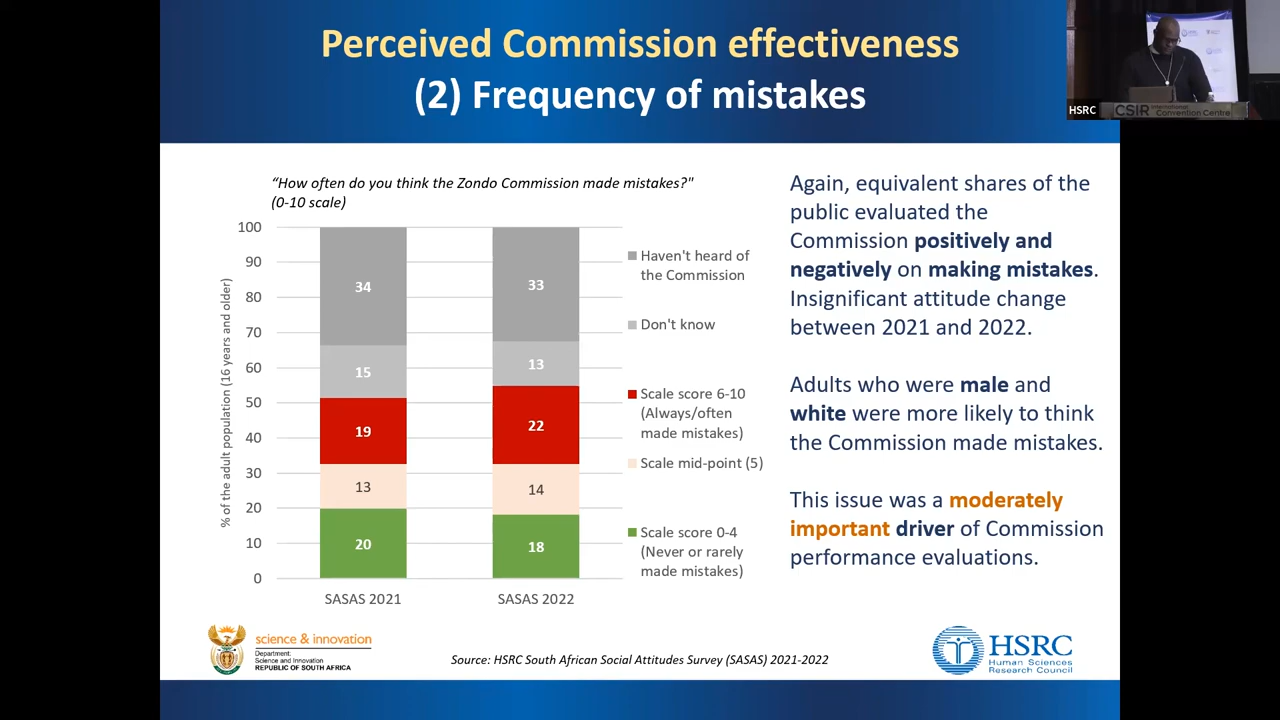 Perceived Commission effectiveness
(2) Frequency of mistakes
HSRC
CSIR International Convention Centre
“How often do you think the Zondo Commission made mistakes?"
(0-10 scale)
% of the adult population (16 years and older)
100
90
80
70
60
50
40
30
20
10
0
34
15
19
13
20
33
13
22
14
18
SASAS 2021
SASAS 2022
Haven't heard of
the Commission
Don't know
Scale score 6-10
(Always/often
made mistakes)
Scale mid-point (5)
Scale score 0-4
(Never or rarely
made mistakes)
Again, equivalent shares of the
public evaluated the
Commission positively and
negatively on making mistakes.
Insignificant attitude change
between 2021 and 2022.
Adults who were male and
white were more likely to think
the Commission made mistakes.
This issue was a moderately
important driver of Commission
performance evaluations.
science & innovation
Department:
Science and Innovation
REPUBLIC OF SOUTH AFRICA
Source: HSRC South African Social Attitudes Survey (SASAS) 2021-2022
HSRC
Human Sciences
Research Council